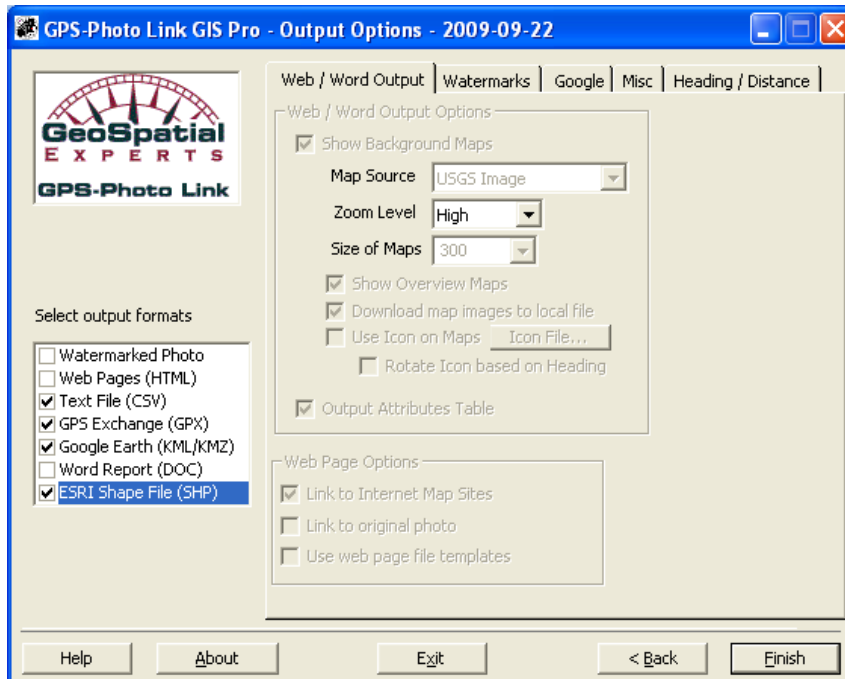 GPS-Photo Link GIS Pro - Output Options - 2009-09-22
GeoSpatial
EXPERTS
GPS-Photo Link
Select output formats
Watermarked Photo
Web Pages (HTML)
Text File (CSV)
GPS Exchange (GPX)
Google Earth (KML/KMZ)
Word Report (DOC)
ESRI Shape File (SHP)
Web / Word Output Watermarks Google Misc Heading / Distance
Web / Word Output Options
Show Background Maps
Map Source USGS Image
Zoom Level High
Size of Maps 300
Show Overview Maps
Download map images to local file
Use Icon on Maps Icon File...
Rotate Icon based on Heading
Output Attributes Table
Web Page Options
Link to Internet Map Sites
Link to original photo
Use web page file templates
Help About Exit < Back Finish